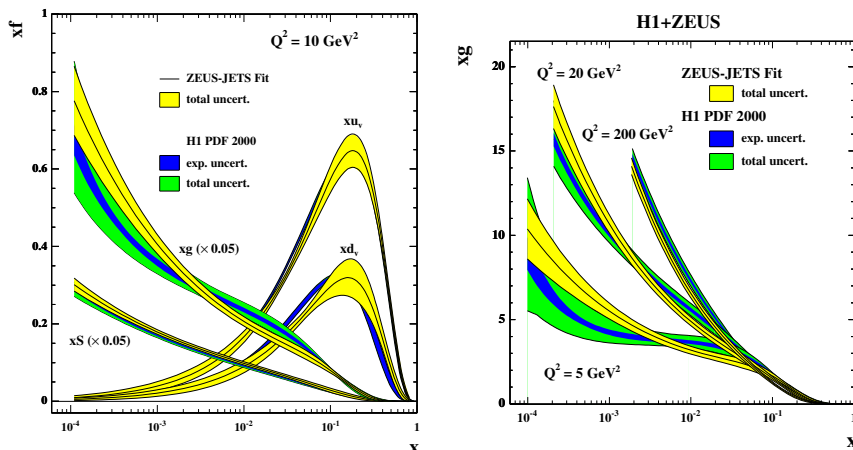 xf
1
0.8
0.6
0.4
0.2
0
Q² = 10 GeV²
ZEUS-JETS Fit
total uncert.
H1 PDF 2000
exp. uncert.
total uncert.
xuᵥ
xdᵥ
xg (× 0.05)
xS (× 0.05)
10⁻⁴ 10⁻³ 10⁻² 10⁻¹ 1
x
H1+ZEUS
xg
20
15
10
5
0
Q² = 20 GeV²
Q² = 200 GeV²
Q² = 5 GeV²
ZEUS-JETS Fit
total uncert.
H1 PDF 2000
exp. uncert.
total uncert.
10⁻⁴ 10⁻³ 10⁻² 10⁻¹ 1
x